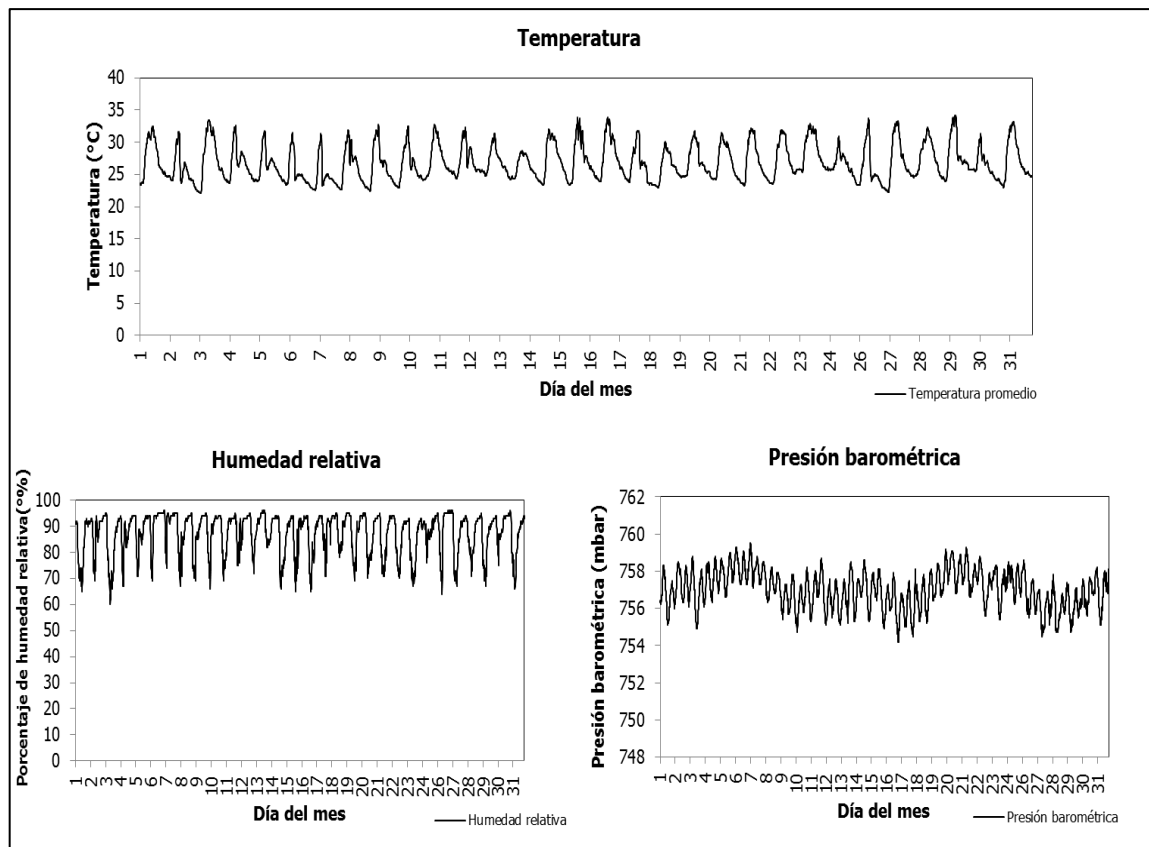 Temperatura
Temperatura (°C)
40
35
30
25
20
15
10
5
0
1 2 3 4 5 6 7 8 9 10 11 12 13 14 15 16 17 18 19 20 21 22 23 24 26 27 28 29 30 31
Día del mes
Temperatura promedio
Humedad relativa
Porcentaje de humedad relativa(°%)
100
90
80
70
60
50
40
30
20
10
0
1 2 3 4 5 6 7 8 9 10 11 12 13 14 15 16 17 18 19 20 21 22 23 24 26 27 28 29 30 31
Día del mes
Humedad relativa
Presión barométrica
Presión barométrica (mbar)
762
760
758
756
754
752
750
748
1 2 3 4 5 6 7 8 9 10 11 12 13 14 15 16 17 18 19 20 21 22 23 24 26 27 28 29 30 31
Día del mes
Presión barométrica